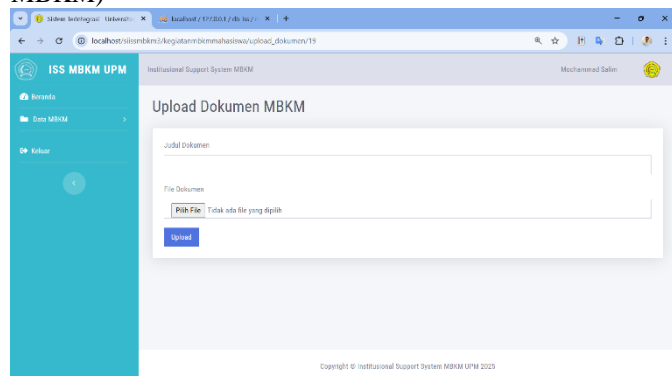 MBKM)
Sistem Terintegrasi Universita
localhost / 127.0.0.1 / db_iss /
localhost/siissmbkm3/kegiatanmbkmmahasiswa/upload_dokumen/19
ISS MBKM UPM
Institusional Support System MBKM
Mochammad Salim
Beranda
Data MBKM
Keluar
Upload Dokumen MBKM
Judul Dokumen
File Dokumen
Pilih File Tidak ada file yang dipilih
Upload
Copyright © Institusional Support System MBKM UPM 2025